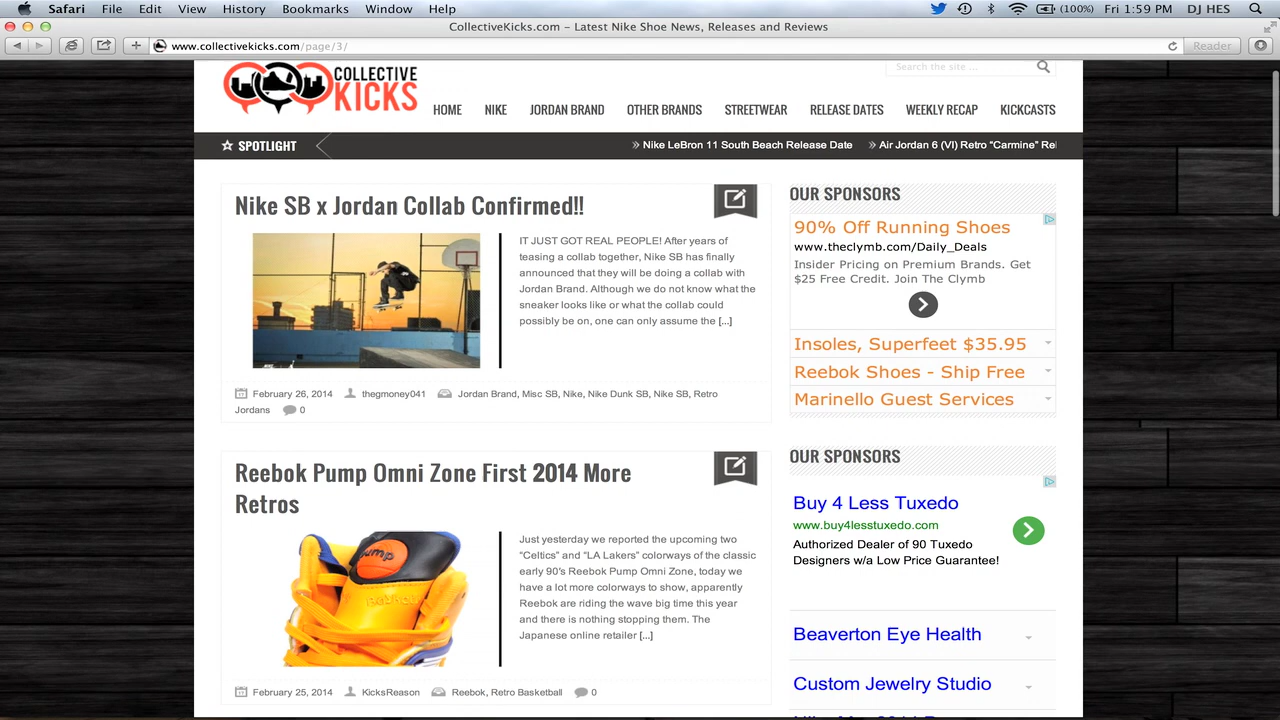 Safari File Edit View History Bookmarks Window Help (100%) Fri 1:59 PM DJ HES
CollectiveKicks.com – Latest Nike Shoe News, Releases and Reviews
www.collectivekicks.com/page/3/ Reader
COLLECTIVE
KICKS
Search the site ...
HOME NIKE JORDAN BRAND OTHER BRANDS STREETWEAR RELEASE DATES WEEKLY RECAP KICKCASTS
SPOTLIGHT » Nike LeBron 11 South Beach Release Date » Air Jordan 6 (VI) Retro “Carmine” Rel
Nike SB x Jordan Collab Confirmed!!
IT JUST GOT REAL PEOPLE! After years of
teasing a collab together, Nike SB has finally
announced that they will be doing a collab with
Jordan Brand. Although we do not know what the
sneaker looks like or what the collab could
possibly be on, one can only assume the [...]
February 26, 2014 thegmoney041 Jordan Brand, Misc SB, Nike, Nike Dunk SB, Nike SB, Retro
Jordans 0
Reebok Pump Omni Zone First 2014 More
Retros
pump
Reebok
Just yesterday we reported the upcoming two
“Celtics” and “LA Lakers” colorways of the classic
early 90’s Reebok Pump Omni Zone, today we
have a lot more colorways to show, apparently
Reebok are riding the wave big time this year
and there is nothing stopping them. The
Japanese online retailer [...]
February 25, 2014 KicksReason Reebok, Retro Basketball 0
OUR SPONSORS
90% Off Running Shoes
www.theclymb.com/Daily_Deals
Insider Pricing on Premium Brands. Get
$25 Free Credit. Join The Clymb
Insoles, Superfeet $35.95
Reebok Shoes - Ship Free
Marinello Guest Services
OUR SPONSORS
Buy 4 Less Tuxedo
www.buy4lesstuxedo.com
Authorized Dealer of 90 Tuxedo
Designers w/a Low Price Guarantee!
Beaverton Eye Health
Custom Jewelry Studio